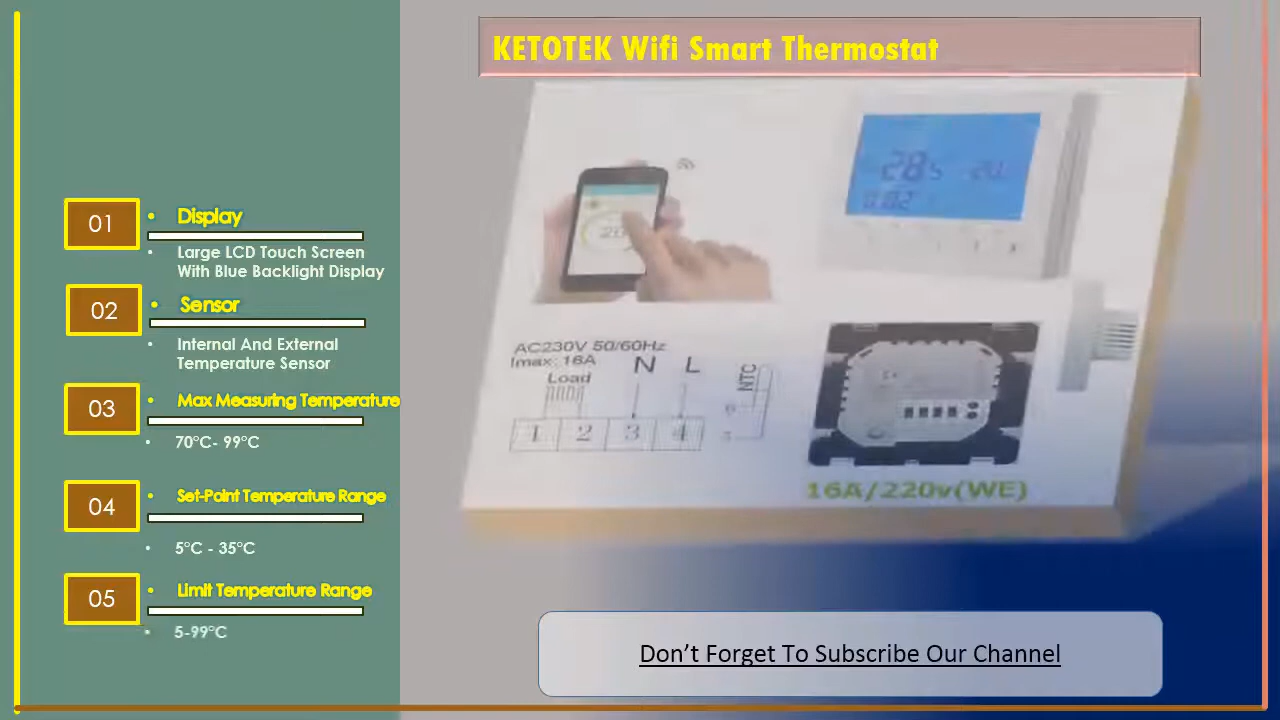 KETOTEK Wifi Smart Thermostat
01
• Display
• Large LCD Touch Screen
With Blue Backlight Display
02
• Sensor
• Internal And External
Temperature Sensor
03
• Max Measuring Temperature
• 70°C- 99°C
04
• Set-Point Temperature Range
• 5°C - 35°C
05
• Limit Temperature Range
• 5-99°C
28.5
AC230V 50/60Hz
Imax: 16A
Load
N L
NTC
1 2 3 4
16A/220v(WE)
Don't Forget To Subscribe Our Channel